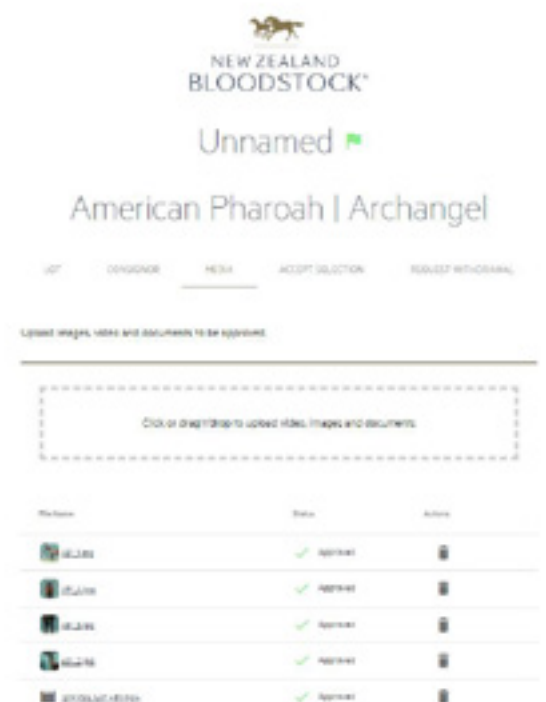 NEW ZEALAND
BLOODSTOCK®
Unnamed
American Pharoah | Archangel
LOT CONSIGNOR MEDIA ACCEPT SELECTION REQUEST WITHDRAWAL
Upload images, video and documents to be approved.
Click or drag'n'drop to upload video, images and documents
File Name Status Actions
Approved
Approved
Approved
Approved
Approved